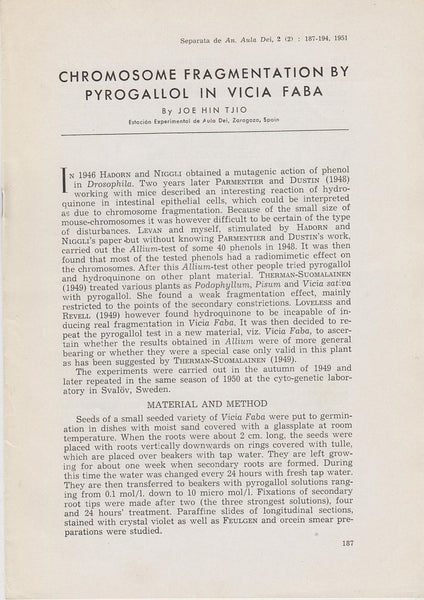 Separata de An. Aula Dei, 2 (2) : 187-194, 1951
CHROMOSOME FRAGMENTATION BY
PYROGALLOL IN VICIA FABA
By JOE HIN TJIO
Estación Experimental de Aula Dei, Zaragoza, Spain
IN 1946 HADORN and NIGGLI obtained a mutagenic action of phenol
in Drosophila. Two years later PARMENTIER and DUSTIN (1948)
working with mice described an interesting reaction of hydro-
quinone in intestinal epithelial cells, which could be interpreted
as due to chromosome fragmentation. Because of the small size of
mouse-chromosomes it was however difficult to be certain of the type
of disturbances. LEVAN and myself, stimulated by HADORN and
NIGGLI's paper but without knowing PARMENTIER and DUSTIN's work,
carried out the Allium-test of some 40 phenols in 1948. It was then
found that most of the tested phenols had a radiomimetic effect on
the chromosomes. After this Allium-test other people tried pyrogallol
and hydroquinone on other plant material. THERMAN-SUOMALAINEN
(1949) treated various plants as Podophyllum, Pisum and Vicia sativa
with pyrogallol. She found a weak fragmentation effect, mainly
restricted to the points of the secondary constrictions. LOVELESS and
REVELL (1949) however found hydroquinone to be incapable of in-
ducing real fragmentation in Vicia Faba. It was then decided to re-
peat the pyrogallol test in a new material, viz. Vicia Faba, to ascer-
tain whether the results obtained in Allium were of more general
bearing or whether they were a special case only valid in this plant
as has been suggested by THERMAN-SUOMALAINEN (1949).
The experiments were carried out in the autumn of 1949 and
later repeated in the same season of 1950 at the cyto-genetic labor-
atory in Svalöv, Sweden.
MATERIAL AND METHOD
Seeds of a small seeded variety of Vicia Faba were put to germin-
ation in dishes with moist sand covered with a glassplate at room
temperature. When the roots were about 2 cm. long, the seeds were
placed with roots vertically downwards on rings covered with tulle,
which are placed over beakers with tap water. They are left grow-
ing for about one week when secondary roots are formed. During
this time the water was changed every 24 hours with fresh tap water.
They are then transferred to beakers with pyrogallol solutions rang-
ing from 0.1 mol/l. down to 10 micro mol/l. Fixations of secondary
root tips were made after two (the three strongest solutions), four
and 24 hours' treatment. Paraffine slides of longitudinal sections,
stained with crystal violet as well as FEULGEN and orcein smear pre-
parations were studied.
187